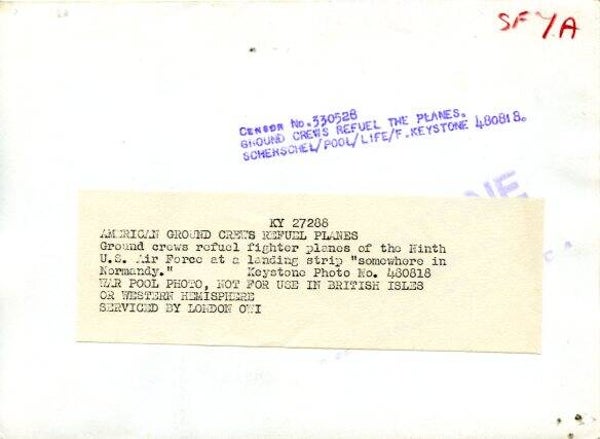 SF YA
CENSOR No.330528
GROUND CREWS REFUEL THE PLANES.
SCHERSCHEL/POOL/LIFE/F.KEYSTONE 480818.
KY 27288
AMERICAN GROUND CREWS REFUEL PLANES
Ground crews refuel fighter planes of the Ninth
U.S. Air Force at a landing strip "somewhere in
Normandy." Keystone Photo No. 480818
WAR POOL PHOTO, NOT FOR USE IN BRITISH ISLES
OR WESTERN HEMISPHERE
SERVICED BY LONDON OWI